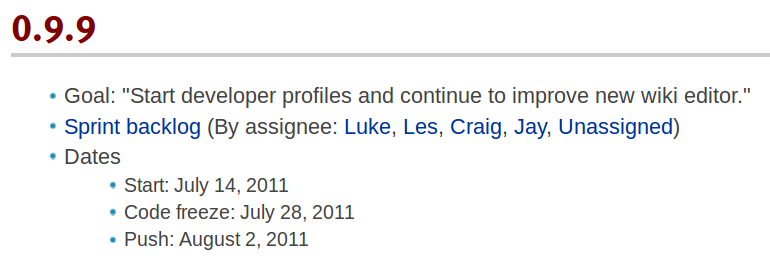 0.9.9
Goal: "Start developer profiles and continue to improve new wiki editor."
Sprint backlog (By assignee: Luke, Les, Craig, Jay, Unassigned)
Dates
Start: July 14, 2011
Code freeze: July 28, 2011
Push: August 2, 2011